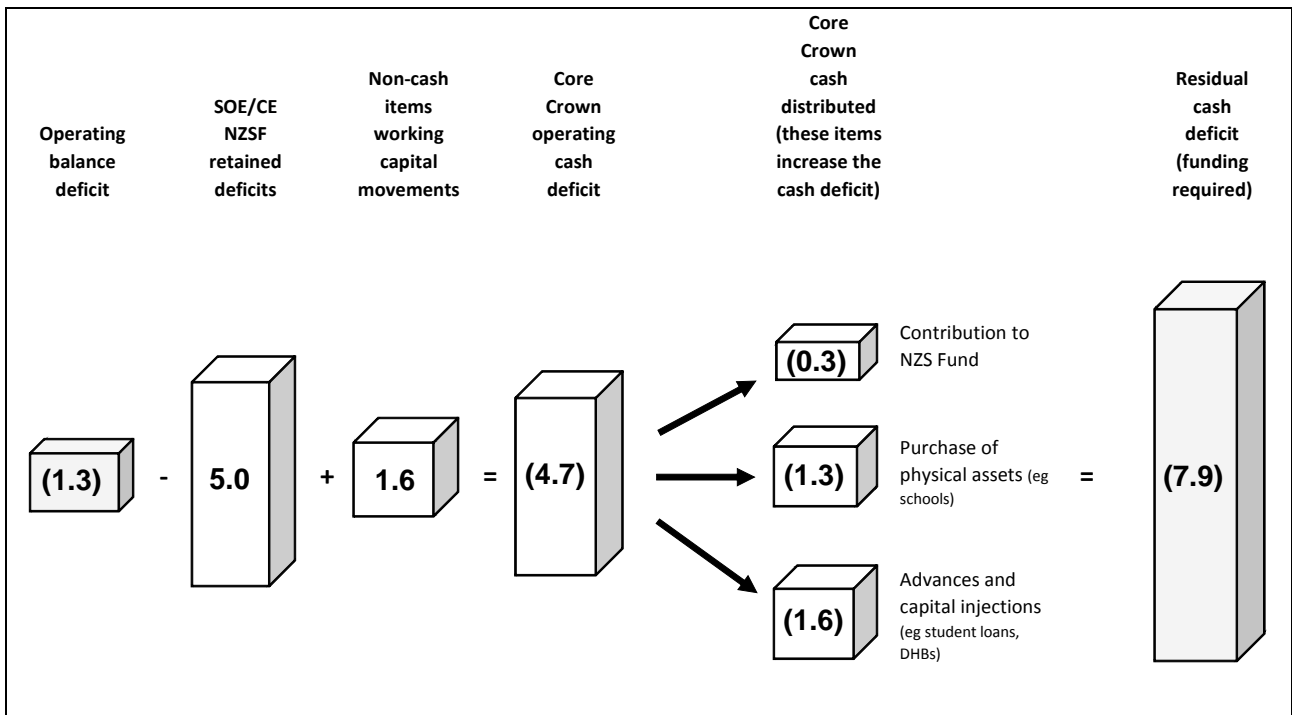 Operating
balance
deficit
SOE/CE
NZSF
retained
deficits
Non-cash
items
working
capital
movements
Core
Crown
operating
cash
deficit
Core
Crown
cash
distributed
(these items
increase the
cash deficit)
Residual
cash
deficit
(funding
required)
(1.3)
-
5.0
+
1.6
=
(4.7)
(0.3)
Contribution to
NZS Fund
(1.3)
Purchase of
physical assets (eg
schools)
(1.6)
Advances and
capital injections
(eg student loans,
DHBs)
=
(7.9)